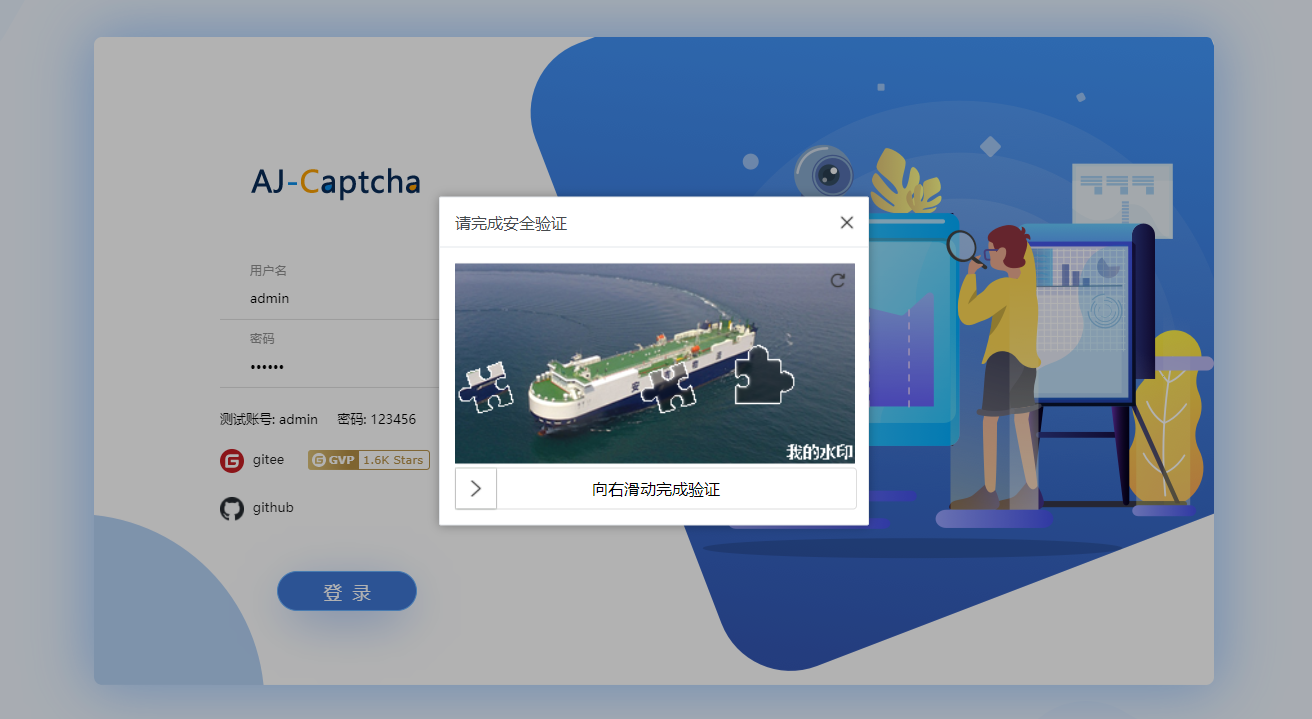 AJ-Captcha
请完成安全验证
用户名
admin
密码
••••••
测试账号: admin 密码: 123456
gitee
G GVP 1.6K Stars
github
我的水印
向右滑动完成验证
登 录